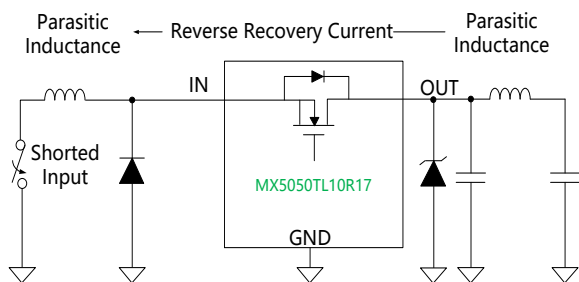 Parasitic
Inductance
Reverse Recovery Current
Parasitic
Inductance
IN
OUT
Shorted
Input
MX5050TL10R17
GND